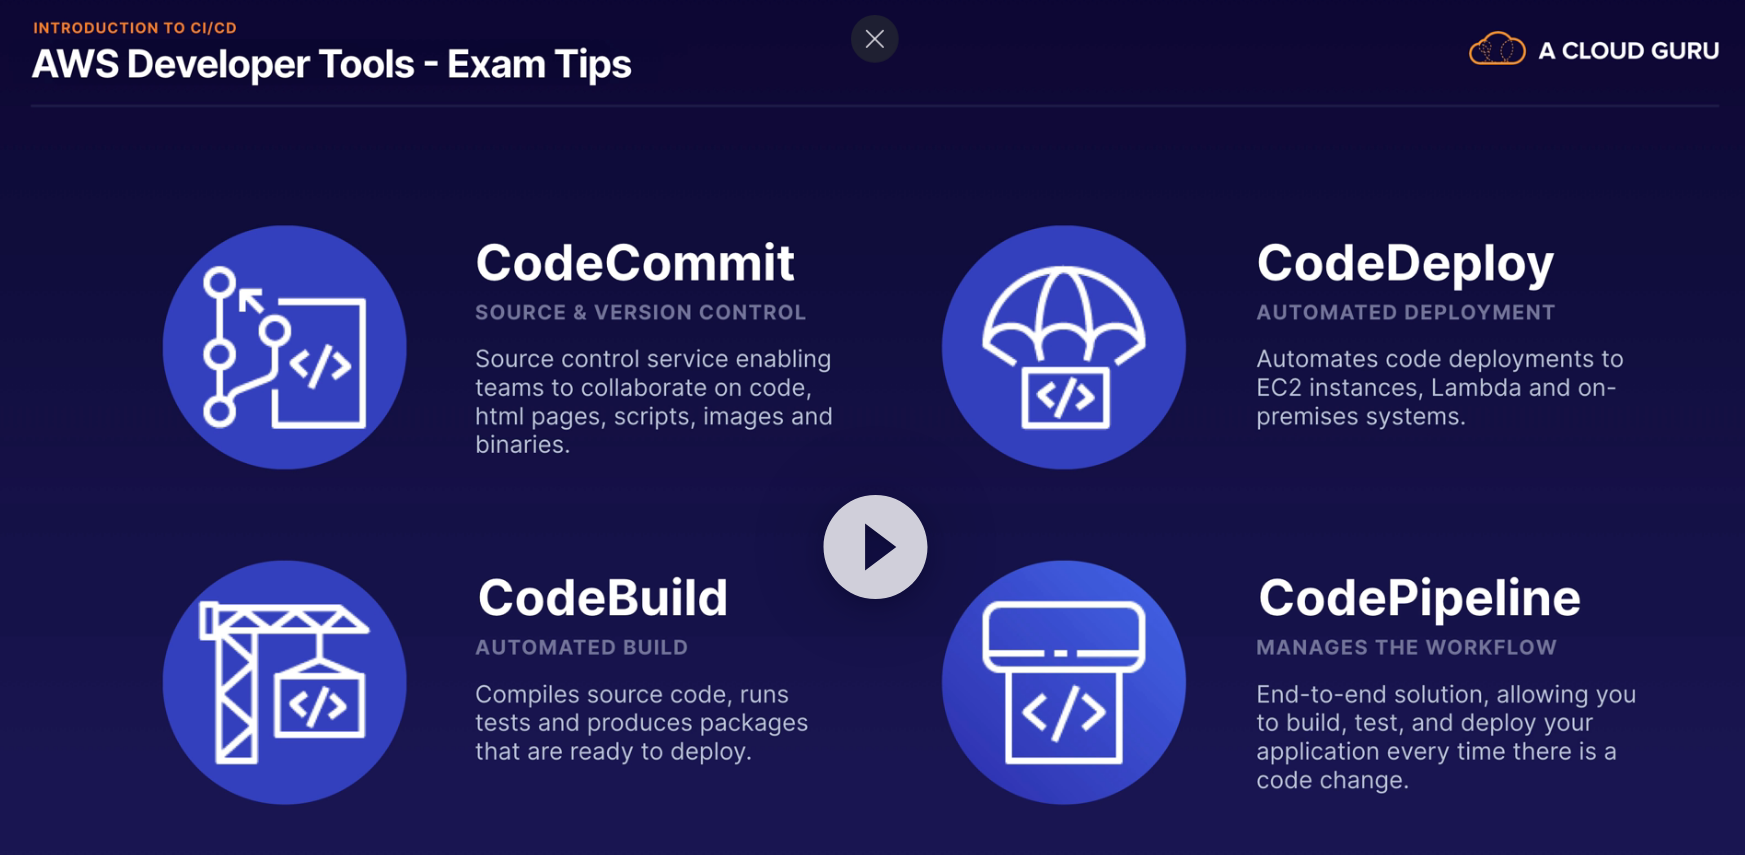 INTRODUCTION TO CI/CD
AWS Developer Tools - Exam Tips
A CLOUD GURU
CodeCommit
SOURCE & VERSION CONTROL
Source control service enabling
teams to collaborate on code,
html pages, scripts, images and
binaries.
CodeDeploy
AUTOMATED DEPLOYMENT
Automates code deployments to
EC2 instances, Lambda and on-
premises systems.
CodeBuild
AUTOMATED BUILD
Compiles source code, runs
tests and produces packages
that are ready to deploy.
CodePipeline
MANAGES THE WORKFLOW
End-to-end solution, allowing you
to build, test, and deploy your
application every time there is a
code change.